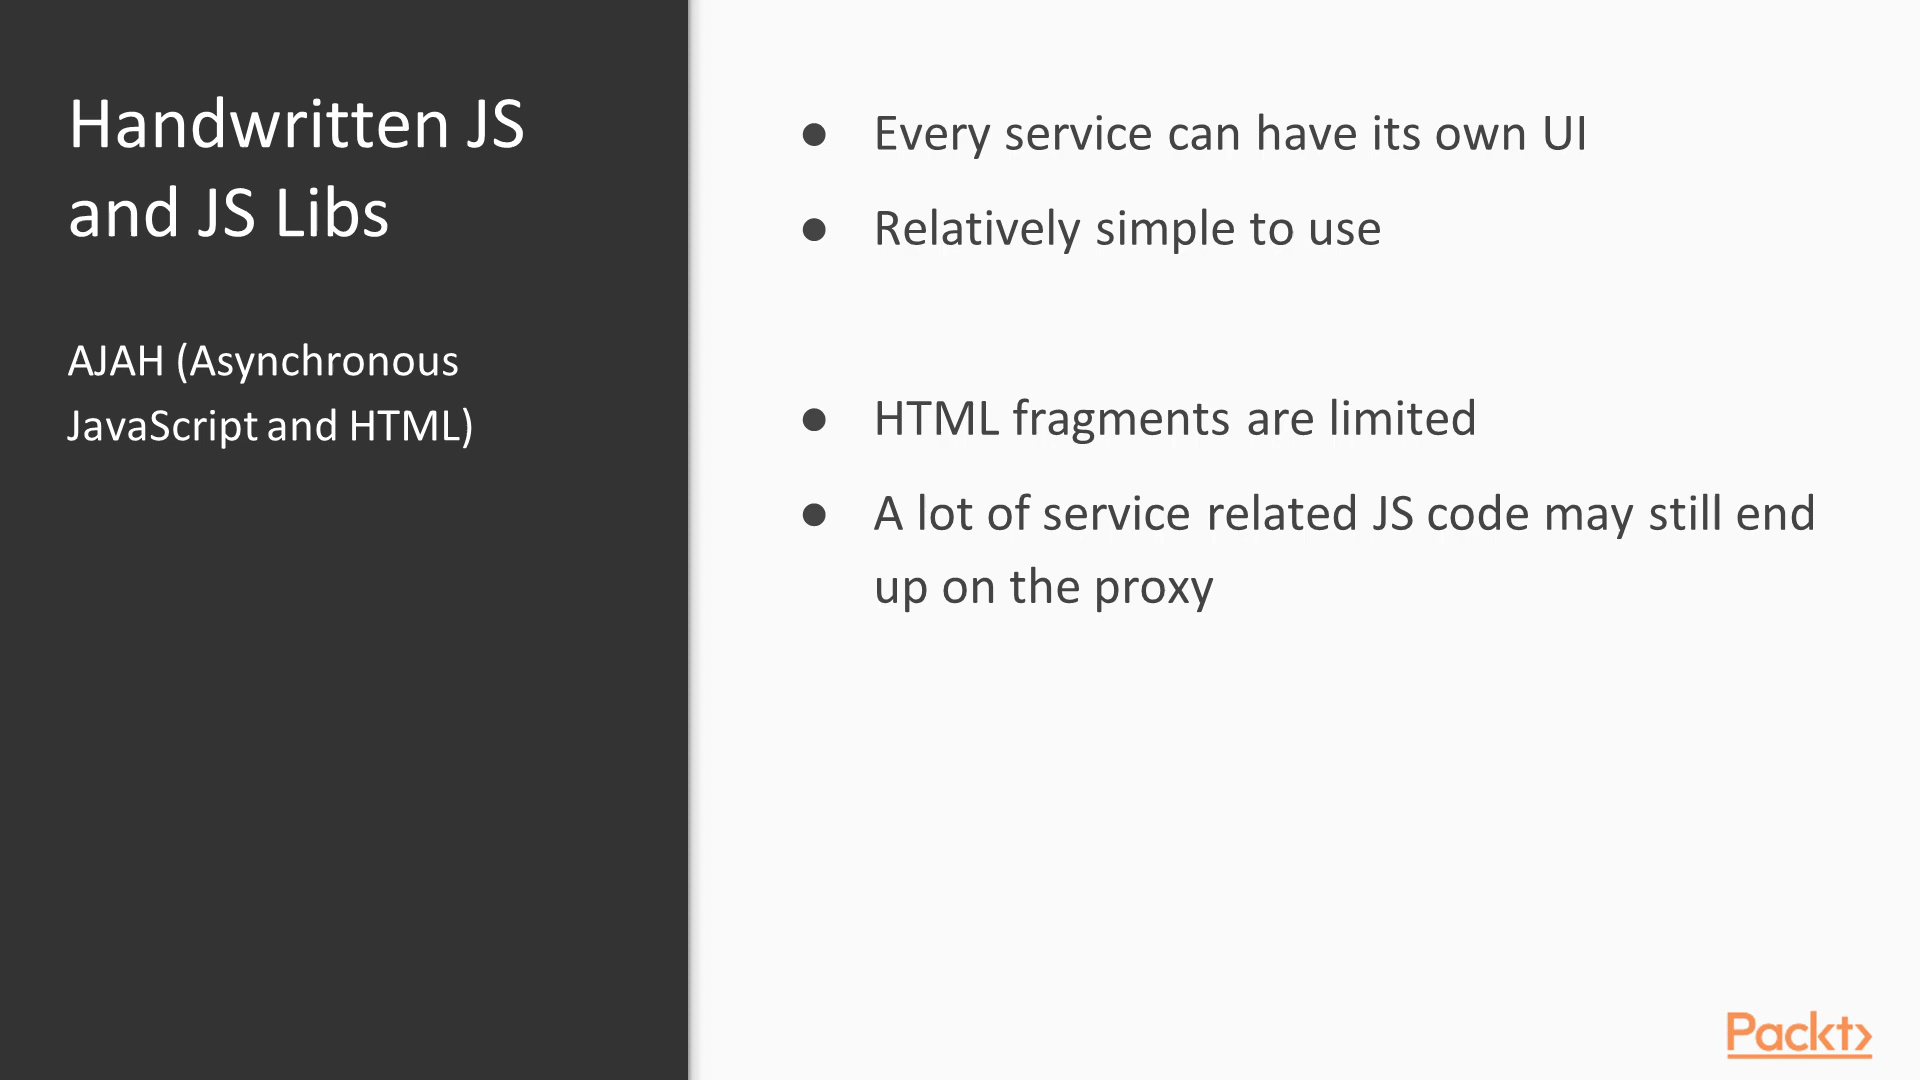 Handwritten JS
and JS Libs
AJAH (Asynchronous
JavaScript and HTML)
● Every service can have its own UI
● Relatively simple to use
● HTML fragments are limited
● A lot of service related JS code may still end
up on the proxy
Packt>